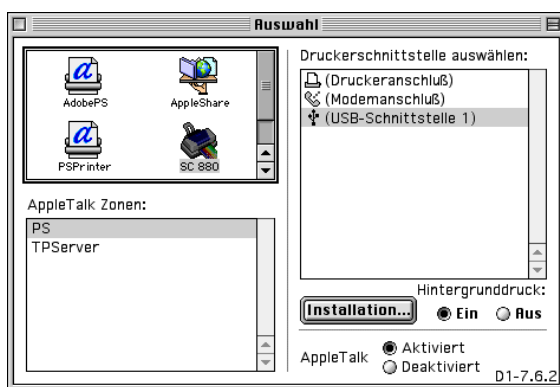 Auswahl
AdobePS
AppleShare
PSPrinter
SC 880
AppleTalk Zonen:
PS
TPServer
Druckerschnittstelle auswählen:
(Druckeranschluß)
(Modemanschluß)
(USB-Schnittstelle 1)
Hintergrunddruck:
Installation...
Ein
Aus
AppleTalk
Aktiviert
Deaktiviert
D1-7.6.2